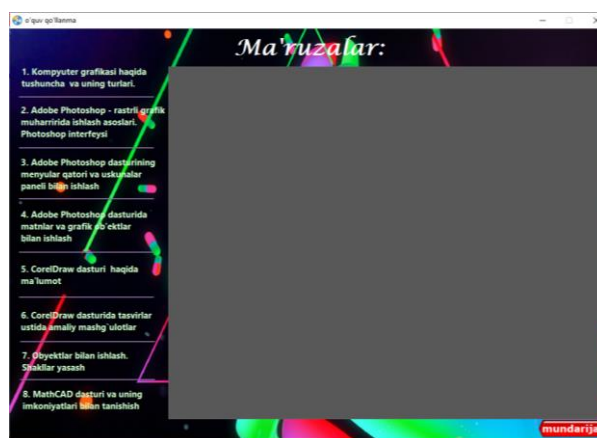 o'quv qo'llanma
Ma'ruzalar:
1. Kompyuter grafikasi haqida
tushuncha va uning turlari.
2. Adobe Photoshop - rastrli grafik
muharririda ishlash asoslari.
Photoshop interfeysi
3. Adobe Photoshop dasturining
menyular qatori va uskunalar
paneli bilan ishlash
4. Adobe Photoshop dasturida
matnlar va grafik ob`ektlar
bilan ishlash
5. CorelDraw dasturi haqida
ma'lumot
6. CorelDraw dasturida tasvirlar
ustida amaliy mashg`ulotlar
7. Obyektlar bilan ishlash.
Shakllar yasash
8. MathCAD dasturi va uning
imkoniyatlari bilan tanishish
mundarija